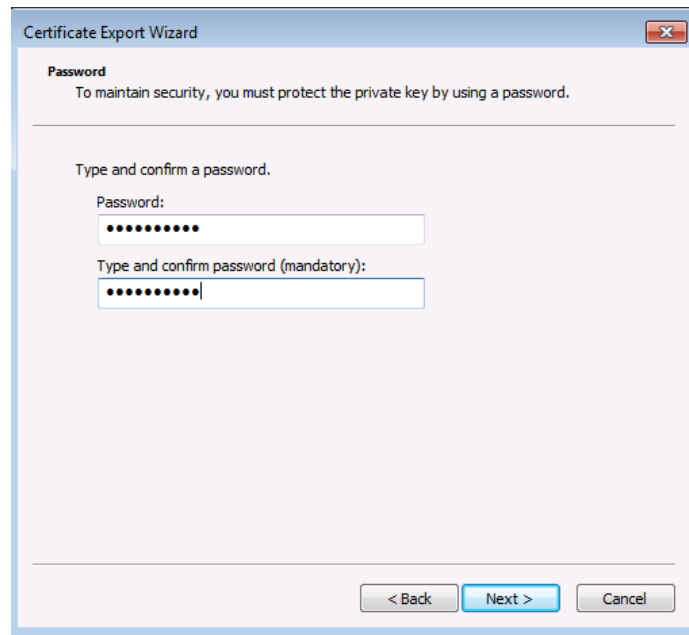 Certificate Export Wizard
Password
To maintain security, you must protect the private key by using a password.
Type and confirm a password.
Password:
••••••••••
Type and confirm password (mandatory):
••••••••••
< Back Next > Cancel